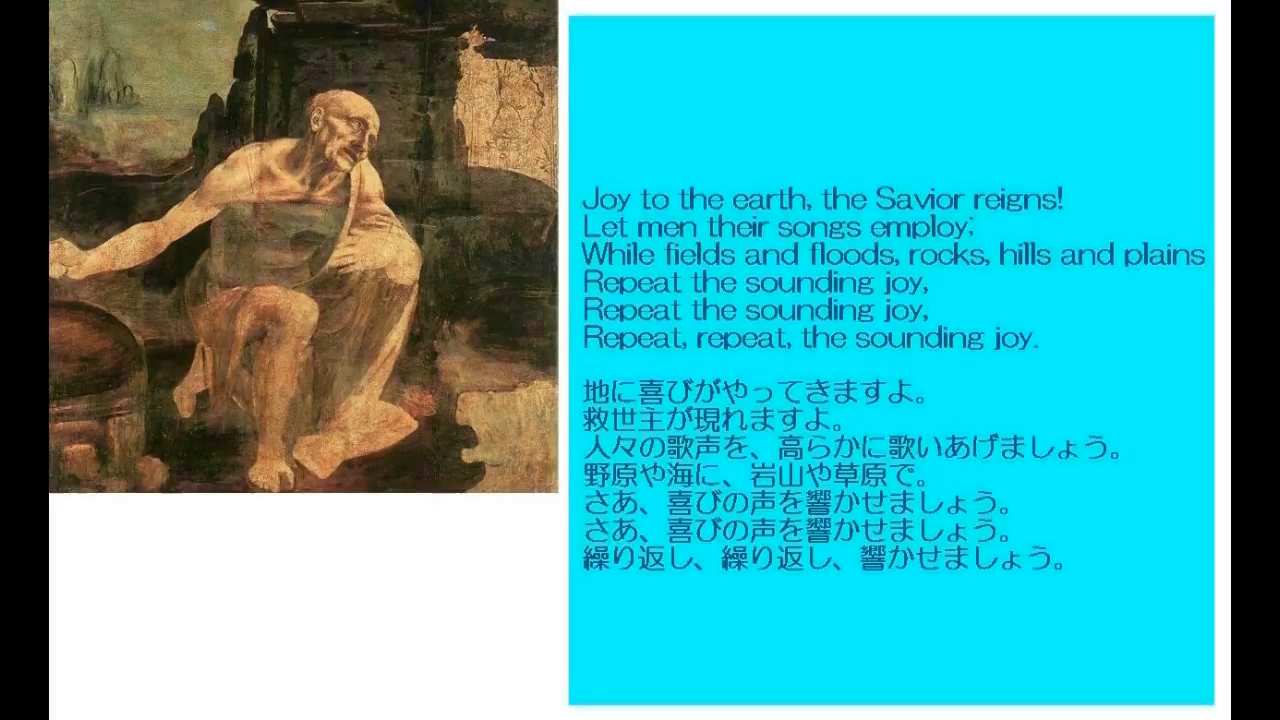 Joy to the earth, the Savior reigns!
Let men their songs employ;
While fields and floods, rocks, hills and plains
Repeat the sounding joy,
Repeat the sounding joy,
Repeat, repeat, the sounding joy.
地に喜びがやってきますよ。
救世主が現れますよ。
人々の歌声を、高らかに歌いあげましょう。
野原や海に、岩山や草原で。
さあ、喜びの声を響かせましょう。
さあ、喜びの声を響かせましょう。
繰り返し、繰り返し、響かせましょう。